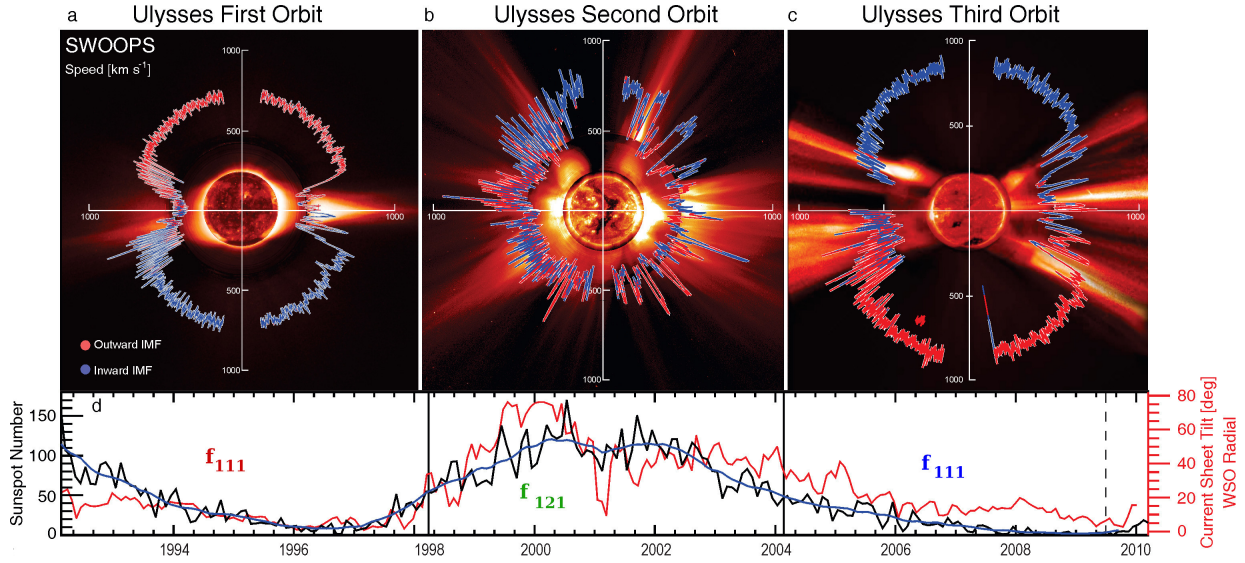 a Ulysses First Orbit
b Ulysses Second Orbit
c Ulysses Third Orbit
SWOOPS
Speed [km s-1]
1000
500
1000
1000
500
1000
Outward IMF
Inward IMF
1000
500
1000
1000
500
1000
1000
500
1000
1000
500
1000
d
Sunspot Number
150
100
50
0
f111
f121
f111
80
60
40
20
0
Current Sheet Tilt [deg]
WSO Radial
1994 1996 1998 2000 2002 2004 2006 2008 2010